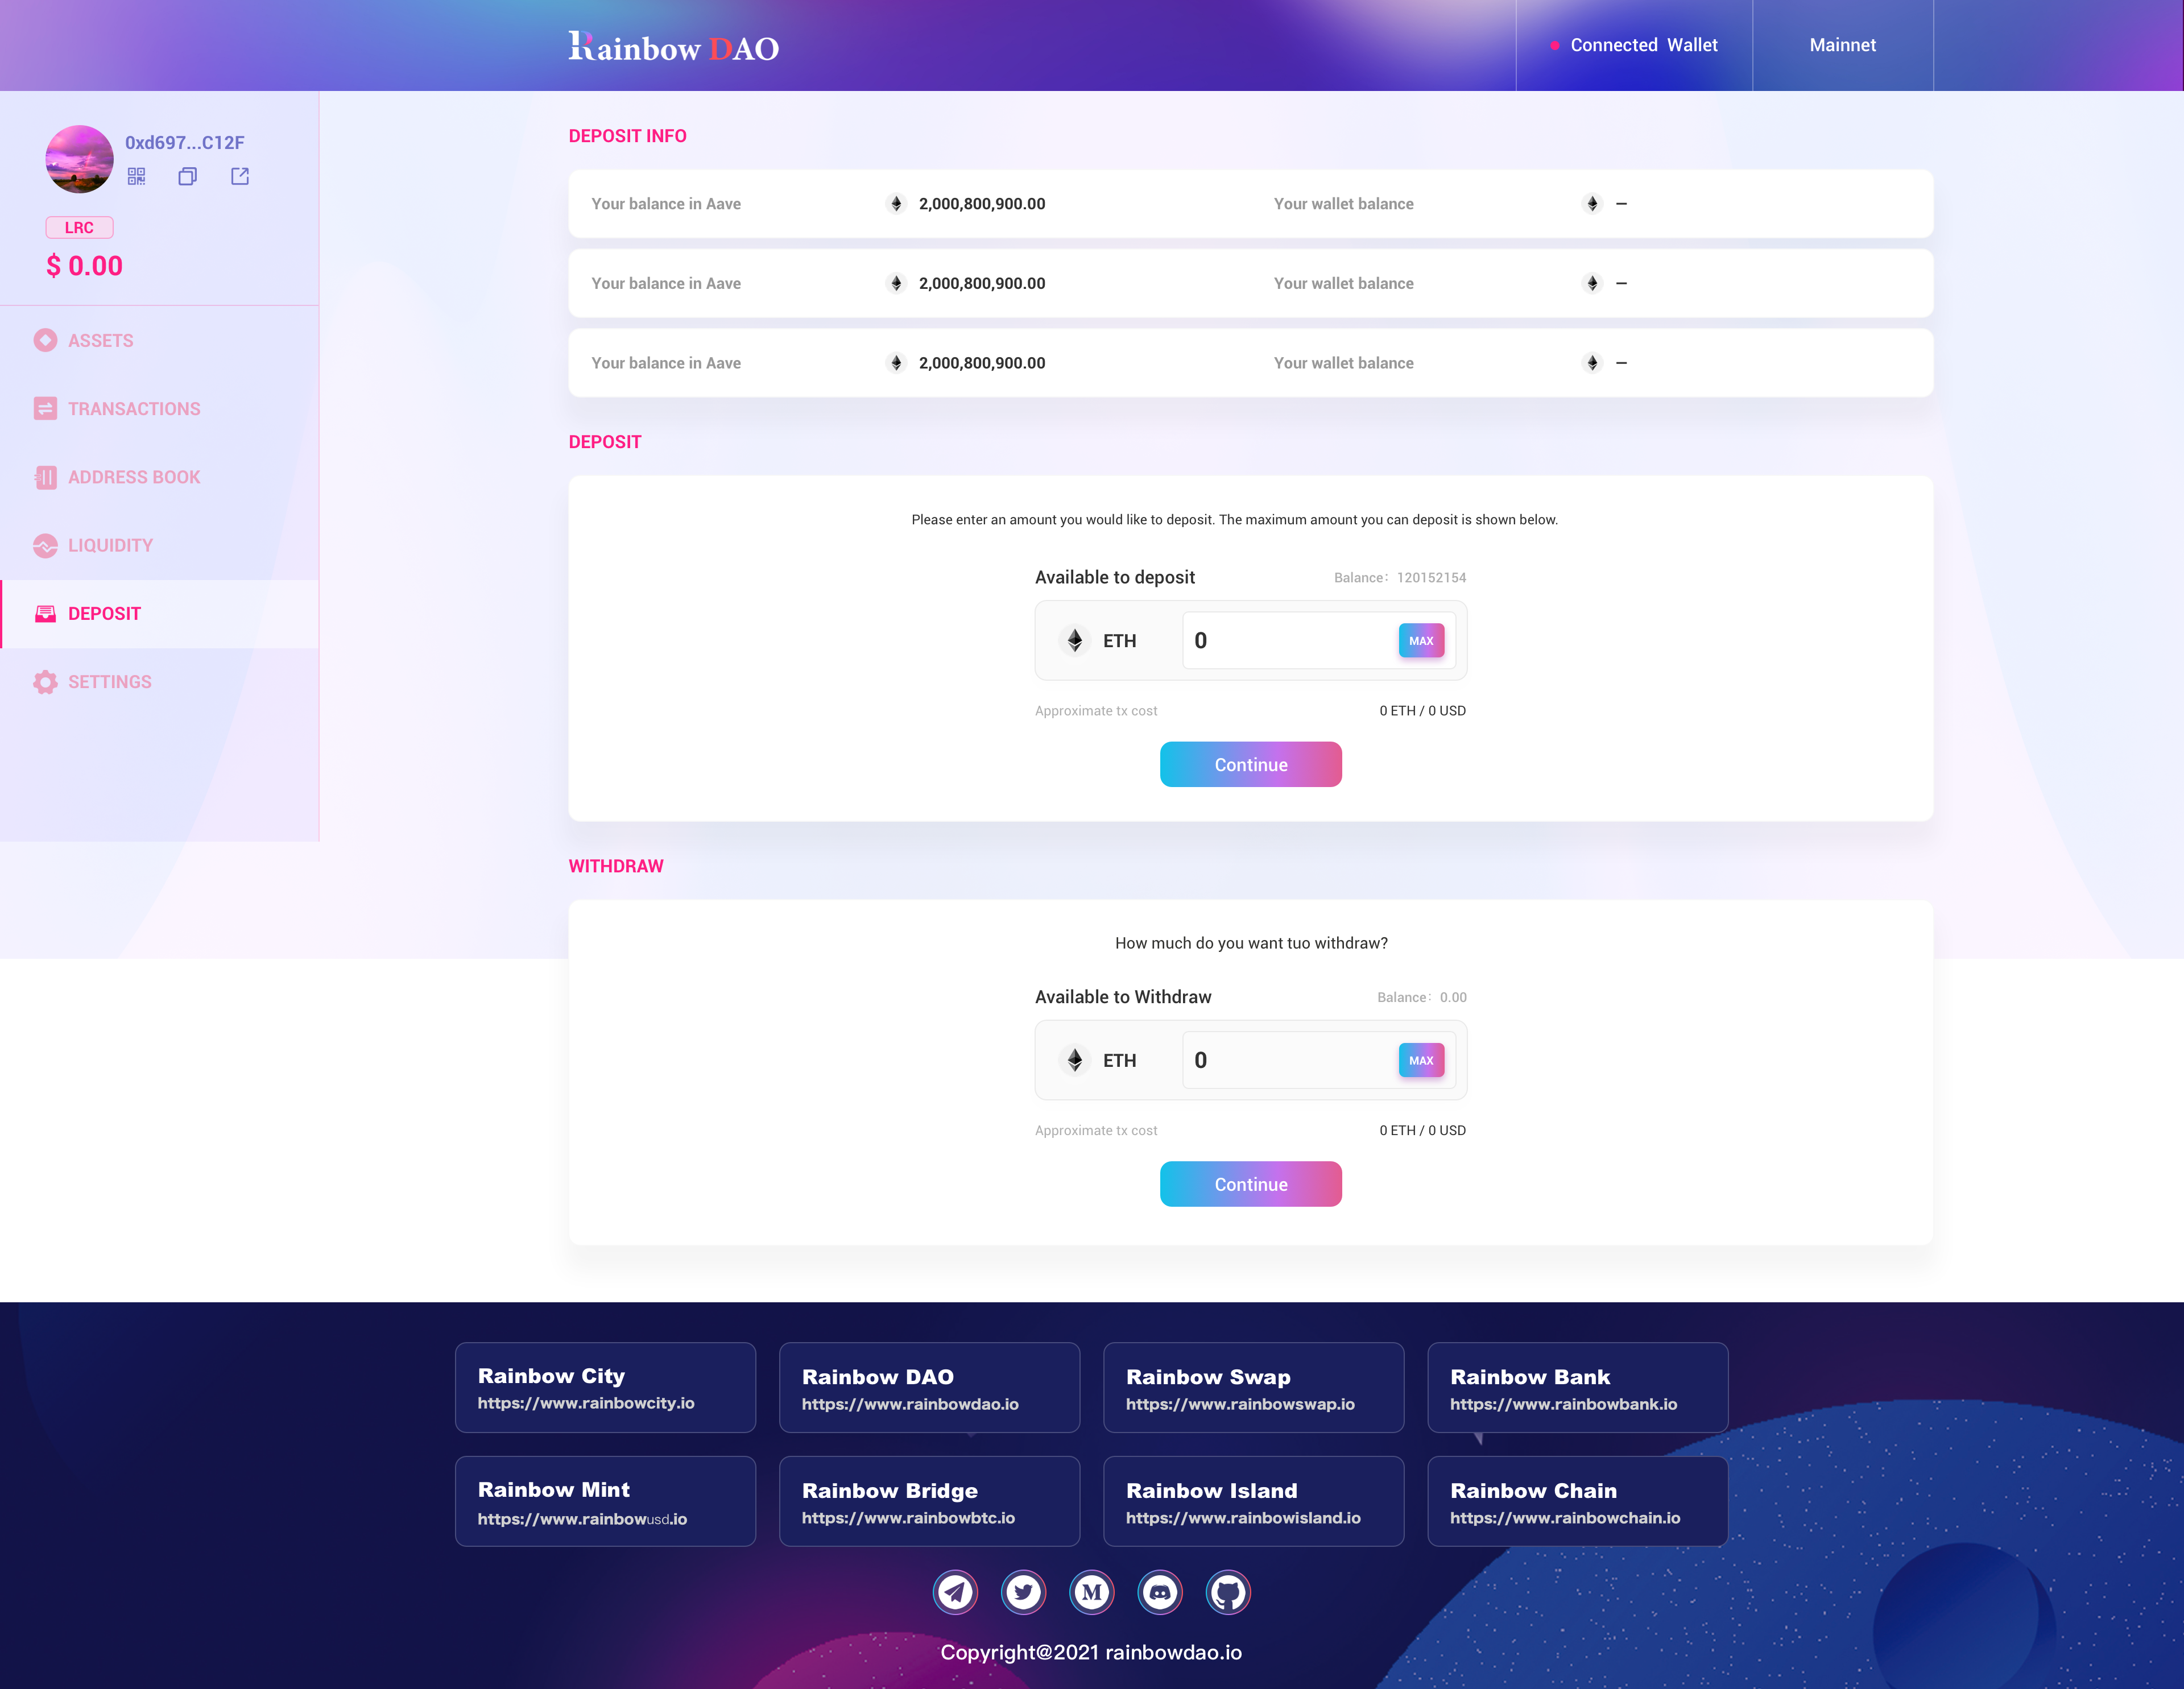 Rainbow DAO
Connected Wallet
Mainnet
0xd697...C12F
LRC
$ 0.00
ASSETS
TRANSACTIONS
ADDRESS BOOK
LIQUIDITY
DEPOSIT
SETTINGS
DEPOSIT INFO
Your balance in Aave 2,000,800,900.00 Your wallet balance –
Your balance in Aave 2,000,800,900.00 Your wallet balance –
Your balance in Aave 2,000,800,900.00 Your wallet balance –
DEPOSIT
Please enter an amount you would like to deposit. The maximum amount you can deposit is shown below.
Available to deposit Balance: 120152154
ETH 0 MAX
Approximate tx cost 0 ETH / 0 USD
Continue
WITHDRAW
How much do you want tuo withdraw?
Available to Withdraw Balance: 0.00
ETH 0 MAX
Approximate tx cost 0 ETH / 0 USD
Continue
Rainbow City
https://www.rainbowcity.io
Rainbow DAO
https://www.rainbowdao.io
Rainbow Swap
https://www.rainbowswap.io
Rainbow Bank
https://www.rainbowbank.io
Rainbow Mint
https://www.rainbowusd.io
Rainbow Bridge
https://www.rainbowbtc.io
Rainbow Island
https://www.rainbowisland.io
Rainbow Chain
https://www.rainbowchain.io
M
Copyright@2021 rainbowdao.io